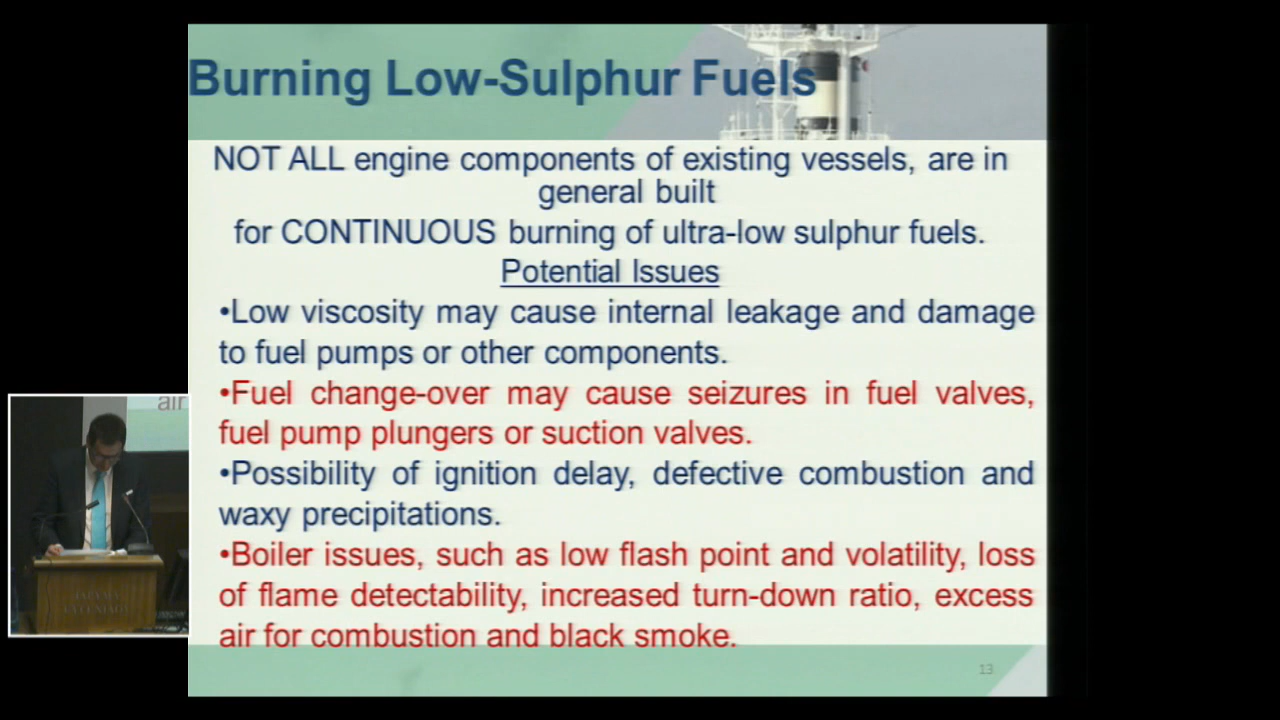 Burning Low-Sulphur Fuels
NOT ALL engine components of existing vessels, are in
general built
for CONTINUOUS burning of ultra-low sulphur fuels.
Potential Issues
•Low viscosity may cause internal leakage and damage
to fuel pumps or other components.
•Fuel change-over may cause seizures in fuel valves,
fuel pump plungers or suction valves.
•Possibility of ignition delay, defective combustion and
waxy precipitations.
•Boiler issues, such as low flash point and volatility, loss
of flame detectability, increased turn-down ratio, excess
air for combustion and black smoke.
13
air